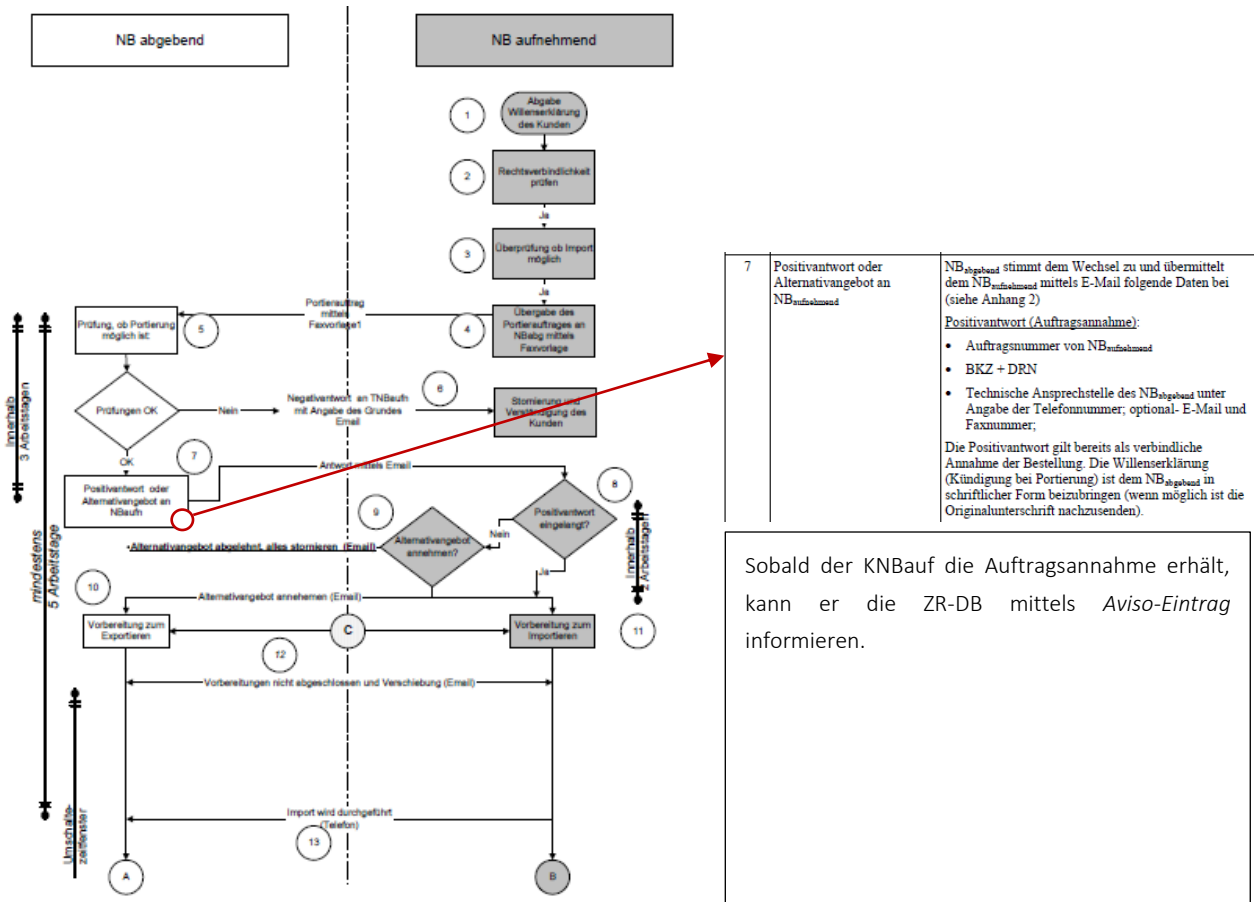 NB abgebend
NB aufnehmend
1
Abgabe
Willenserklärung
des Kunden
2
Rechtsverbindlichkeit
prüfen
Ja
3
Überprüfung ob Import
möglich
Ja
4
Übergabe des
Portierauftrages an
NBabg mittels
Faxvorlage
Portierauftrag
mittels
Faxvorlage1
5
Prüfung, ob Portierung
möglich ist:
Prüfungen OK
Nein
Negativantwort an TNBaufn
mit Angabe des Grundes
Email
6
Stornierung und
Verständigung des
Kunden
Innerhalb
3 Arbeitstagen
OK
7
Antwort mittels Email
Positivantwort oder
Alternativangebot an
NBaufn
8
Positivantwort
eingelangt?
Nein
9
Alternativangebot
annehmen?
Alternativangebot abgelehnt, alles stornieren (Email)
Ja
Innerhalb
2 Arbeitstagen
mindestens
5 Arbeitstage
10
Alternativangebot annehemen (Email)
Vorbereitung zum
Exportieren
C
Vorbereitung zum
Importieren
11
12
Vorbereitungen nicht abgeschlossen und Verschiebung (Email)
Umschalte-
zeitfenster
Import wird durchgeführt
(Telefon)
13
A
B
7
Positivantwort oder
Alternativangebot an
NBaufnehmend
NBabgebend stimmt dem Wechsel zu und übermittelt
dem NBaufnehmend mittels E-Mail folgende Daten bei
(siehe Anhang 2)
Positivantwort (Auftragsannahme):
• Auftragsnummer von NBaufnehmend
• BKZ + DRN
• Technische Ansprechstelle des NBabgebend unter
Angabe der Telefonnummer; optional- E-Mail und
Faxnummer;
Die Positivantwort gilt bereits als verbindliche
Annahme der Bestellung. Die Willenserklärung
(Kündigung bei Portierung) ist dem NBabgebend in
schriftlicher Form beizubringen (wenn möglich ist die
Originalunterschrift nachzusenden).
Sobald der KNBauf die Auftragsannahme erhält,
kann er die ZR-DB mittels Aviso-Eintrag
informieren.